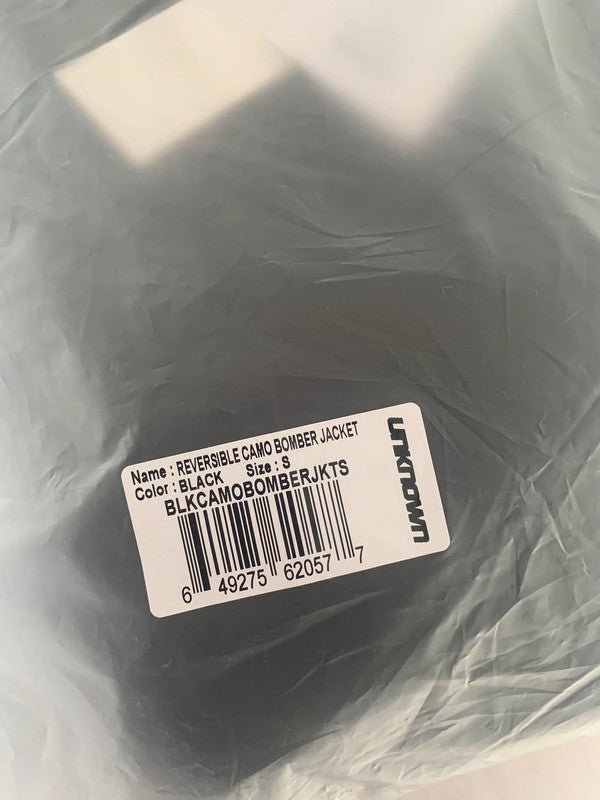 Name : REVERSIBLE CAMO BOMBER JACKET
Color : BLACK Size : S
BLKCAMOBOMBERJKTS
6 49275 62057 7
unknown